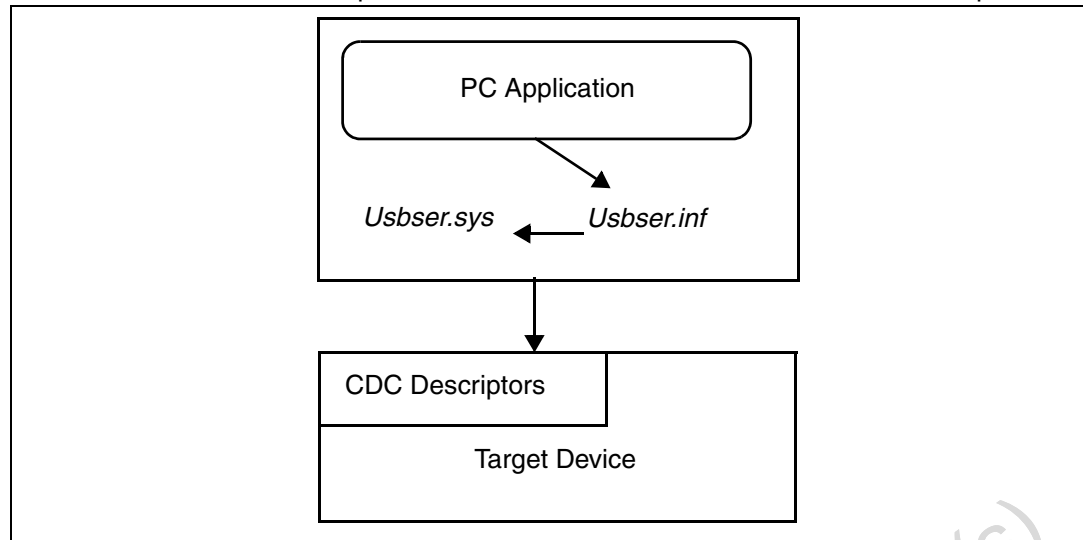 PC Application
Usbser.sys Usbser.inf
CDC Descriptors
Target Device